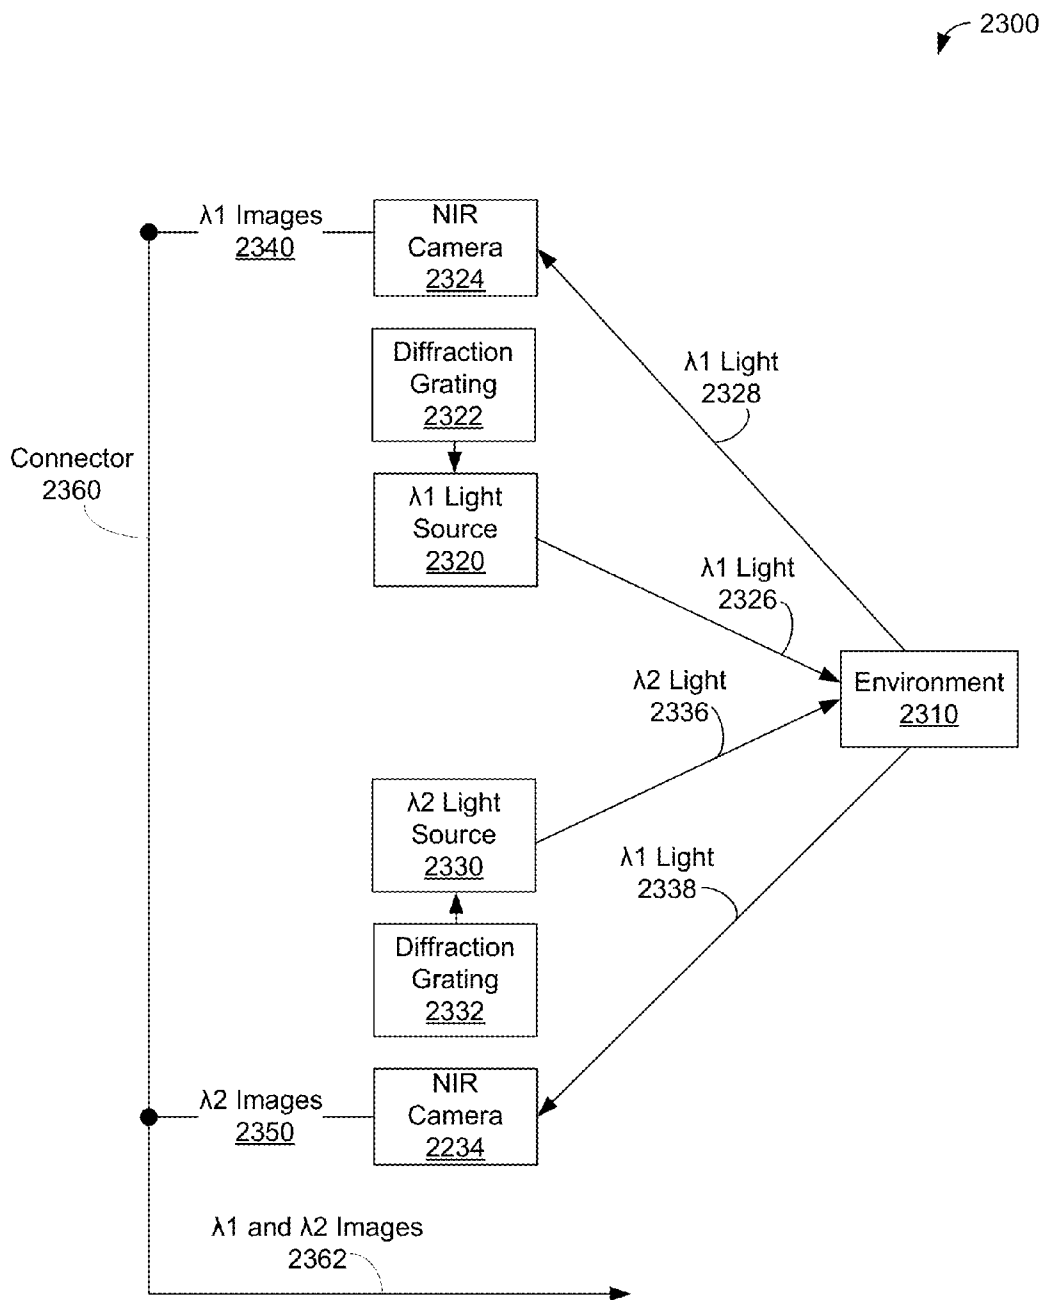 2300
λ1 Images
2340
NIR
Camera
2324
Diffraction
Grating
2322
λ1 Light
2328
Connector
2360
λ1 Light
Source
2320
λ1 Light
2326
Environment
2310
λ2 Light
2336
λ2 Light
Source
2330
λ1 Light
2338
Diffraction
Grating
2332
λ2 Images
2350
NIR
Camera
2234
λ1 and λ2 Images
2362